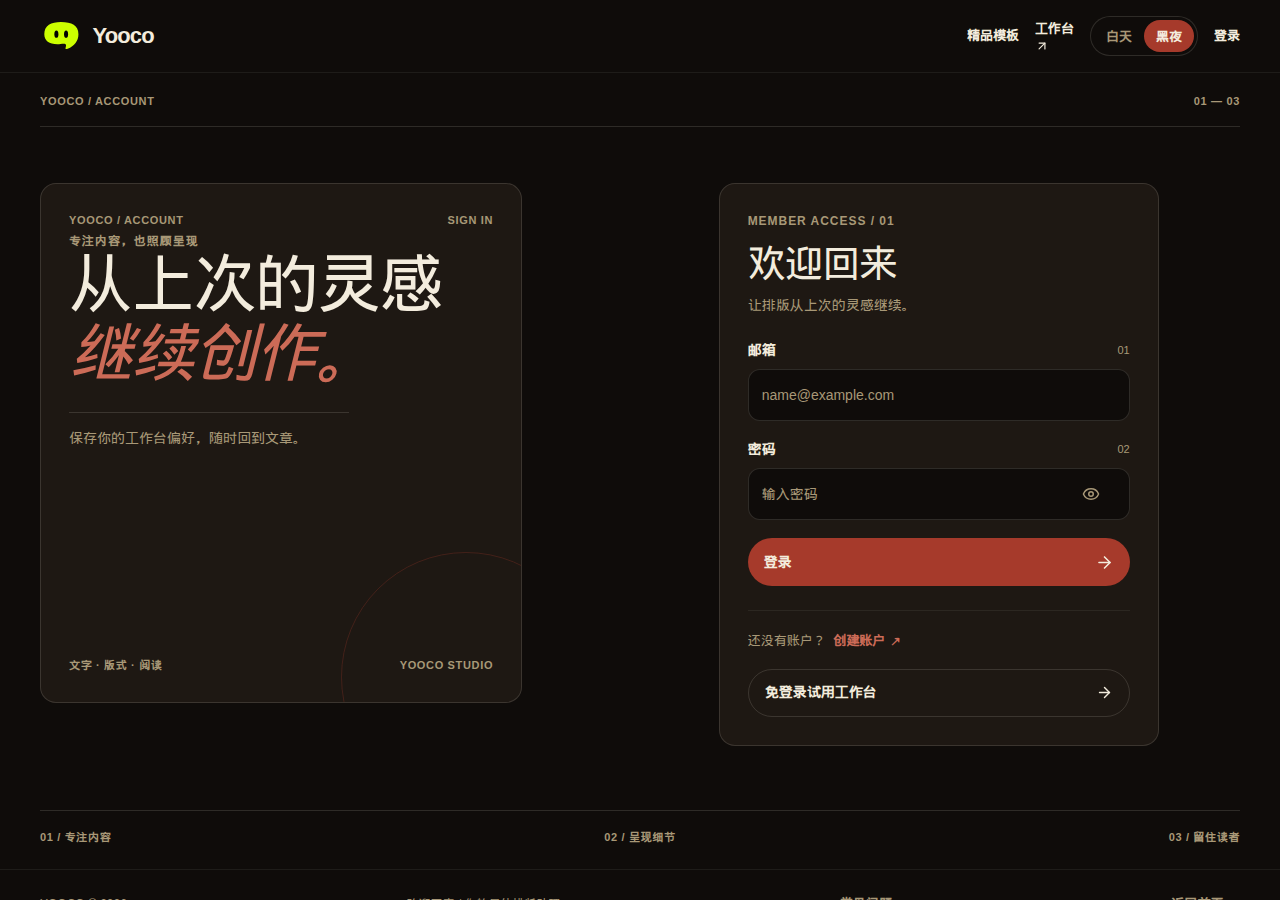 Yooco
精品模板
工作台
白天
黑夜
登录
YOOCO / ACCOUNT
01 — 03
YOOCO / ACCOUNT
SIGN IN
专注内容，也照顾呈现
从上次的灵感
继续创作。
保存你的工作台偏好，随时回到文章。
文字 · 版式 · 阅读
YOOCO STUDIO
MEMBER ACCESS / 01
欢迎回来
让排版从上次的灵感继续。
邮箱
01
name@example.com
密码
02
输入密码
登录
还没有账户？ 创建账户 ↗
免登录试用工作台
01 / 专注内容
02 / 呈现细节
03 / 留住读者